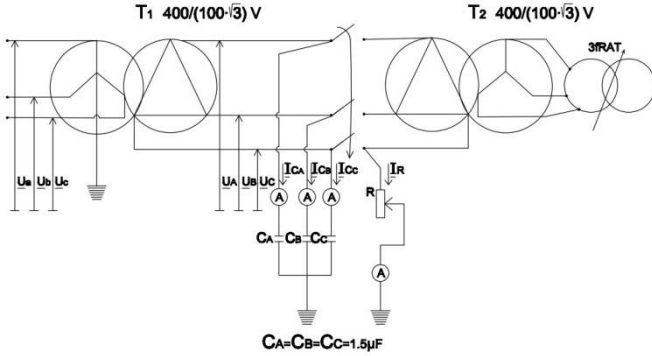 T1 400/(100·√3) V
T2 400/(100·√3) V
3fRAT
Ua Ub Uc
UA UB UC
ICA ICB ICC IR
A A A
R
CA CB CC
A
CA=CB=CC=1.5µF